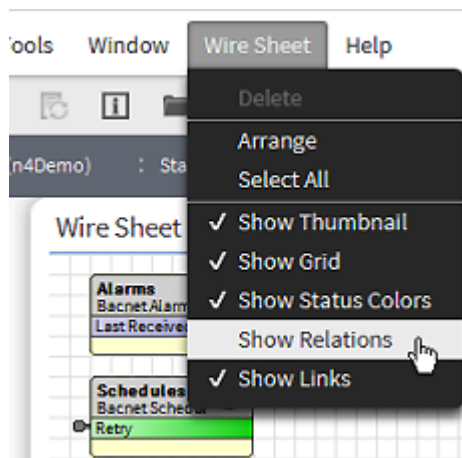 ools Window Wire Sheet Help
Delete
Arrange
n4Demo) : Sta
Select All
Wire Sheet
✓ Show Thumbnail
✓ Show Grid
Alarms
✓ Show Status Colors
Bacnet Alarm
Last Received
Show Relations
✓ Show Links
Schedules
Bacnet Schedul
Retry